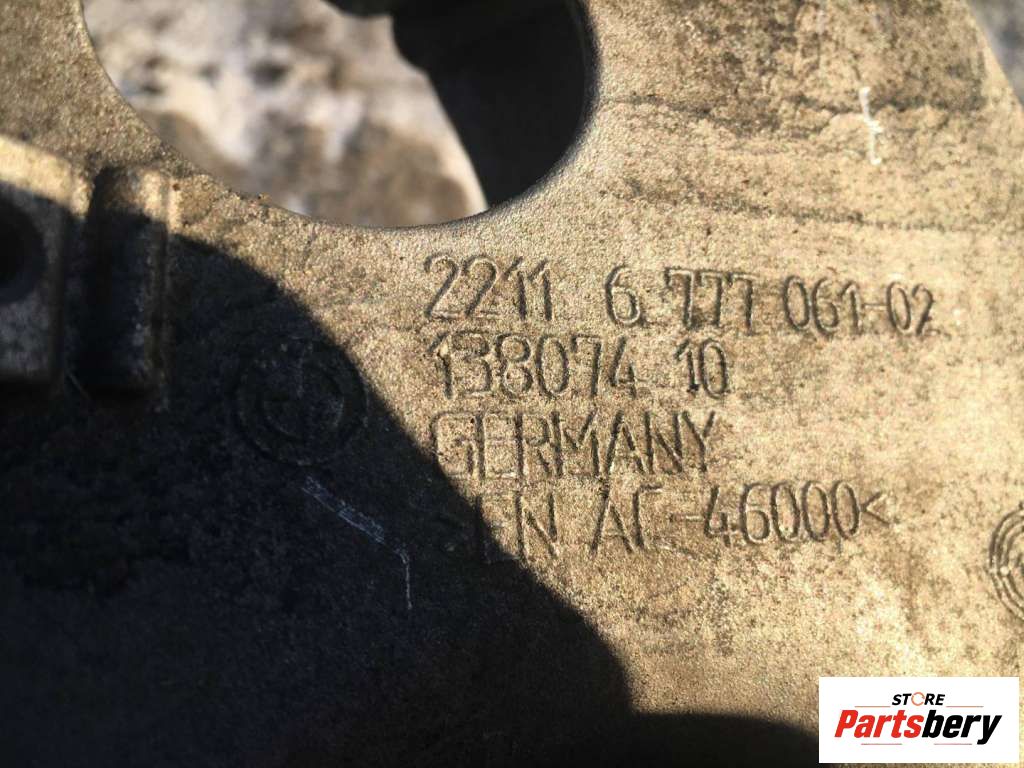 2211 6 777 061-02
138074 10
GERMANY
>EN AC-46000<
STORE
Partsbery